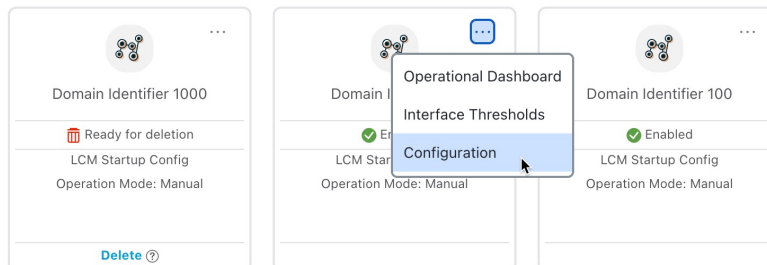 ...
...
...
Domain Identifier 1000
Domain I
Domain Identifier 100
Operational Dashboard
Interface Thresholds
Configuration
Ready for deletion
Enabled
LCM Startup Config
LCM Star
LCM Startup Config
Operation Mode: Manual
Operation Mode: Manual
Operation Mode: Manual
Delete ?